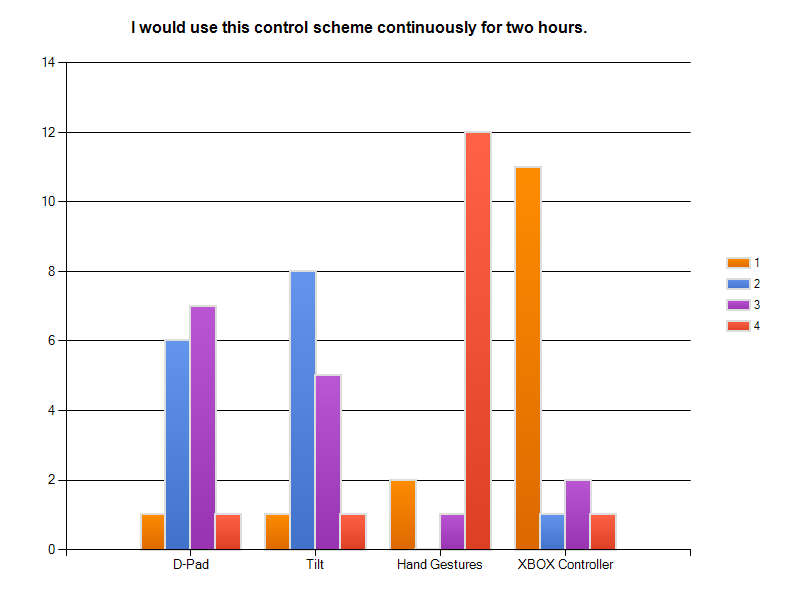 I would use this control scheme continuously for two hours.
14
12
10
8
6
4
2
0
D-Pad
Tilt
Hand Gestures
XBOX Controller
1
2
3
4